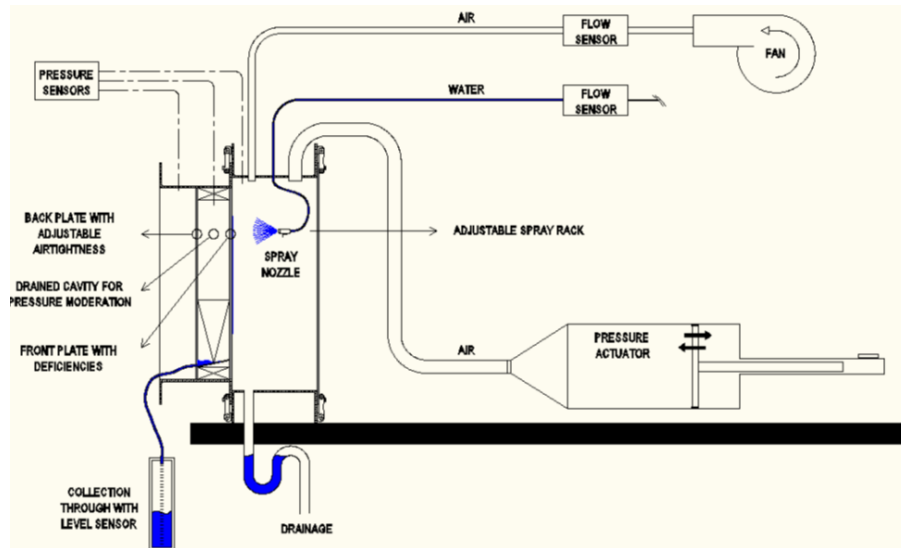 AIR
FLOW
SENSOR
FAN
PRESSURE
SENSORS
WATER
FLOW
SENSOR
BACK PLATE WITH
ADJUSTABLE
AIRTIGHTNESS
ADJUSTABLE SPRAY RACK
SPRAY
NOZZLE
DRAINED CAVITY FOR
PRESSURE MODERATION
FRONT PLATE WITH
DEFICIENCIES
AIR
PRESSURE
ACTUATOR
COLLECTION
THROUGH WITH
LEVEL SENSOR
DRAINAGE